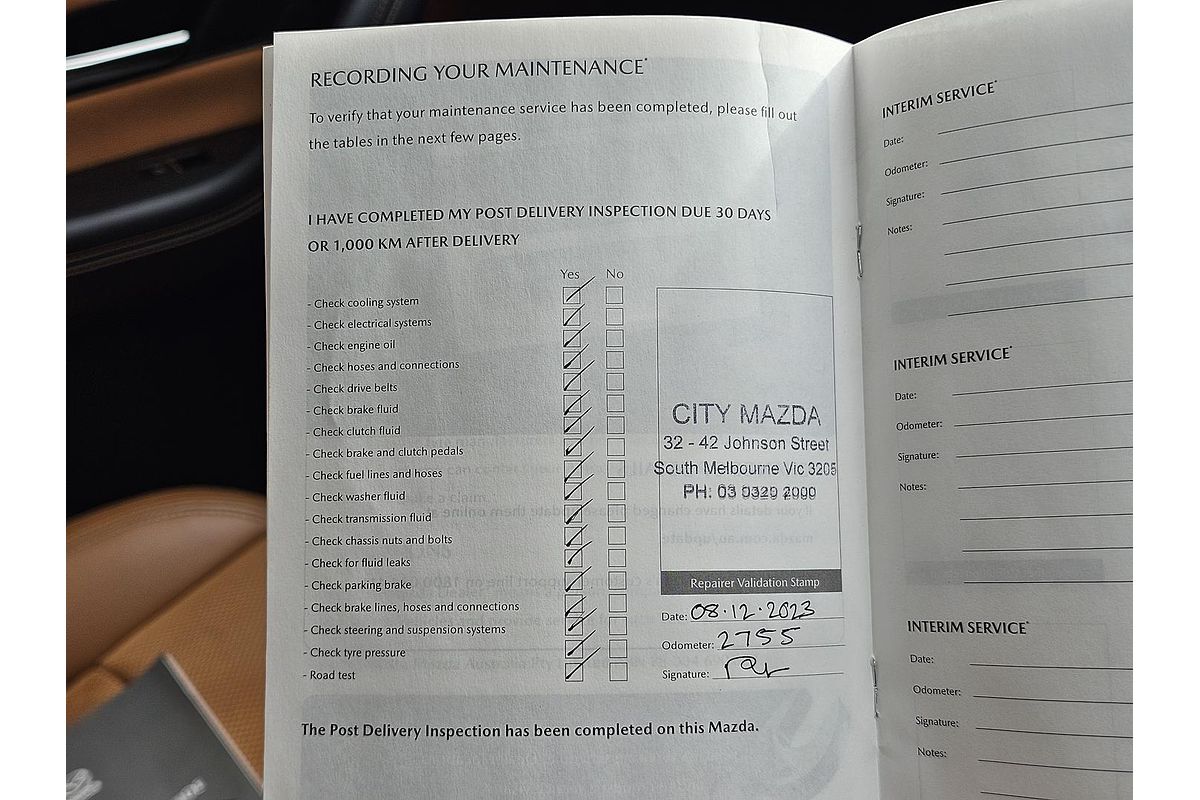 RECORDING YOUR MAINTENANCE*
To verify that your maintenance service has been completed, please fill out
the tables in the next few pages.
I HAVE COMPLETED MY POST DELIVERY INSPECTION DUE 30 DAYS
OR 1,000 KM AFTER DELIVERY
Yes No
- Check cooling system
- Check electrical systems
- Check engine oil
- Check hoses and connections
- Check drive belts
- Check brake fluid
- Check clutch fluid
- Check brake and clutch pedals
- Check fuel lines and hoses
- Check washer fluid
- Check transmission fluid
- Check chassis nuts and bolts
- Check for fluid leaks
- Check parking brake
- Check brake lines, hoses and connections
- Check steering and suspension systems
- Check tyre pressure
- Road test
CITY MAZDA
32 - 42 Johnson Street
South Melbourne Vic 3205
PH: 03 0329 2000
Repairer Validation Stamp
Date: 08.12.2023
Odometer: 2755
Signature:
The Post Delivery Inspection has been completed on this Mazda.
INTERIM SERVICE*
Date:
Odometer:
Signature:
Notes:
INTERIM SERVICE*
Date:
Odometer:
Signature:
Notes:
INTERIM SERVICE*
Date:
Odometer:
Signature:
Notes: